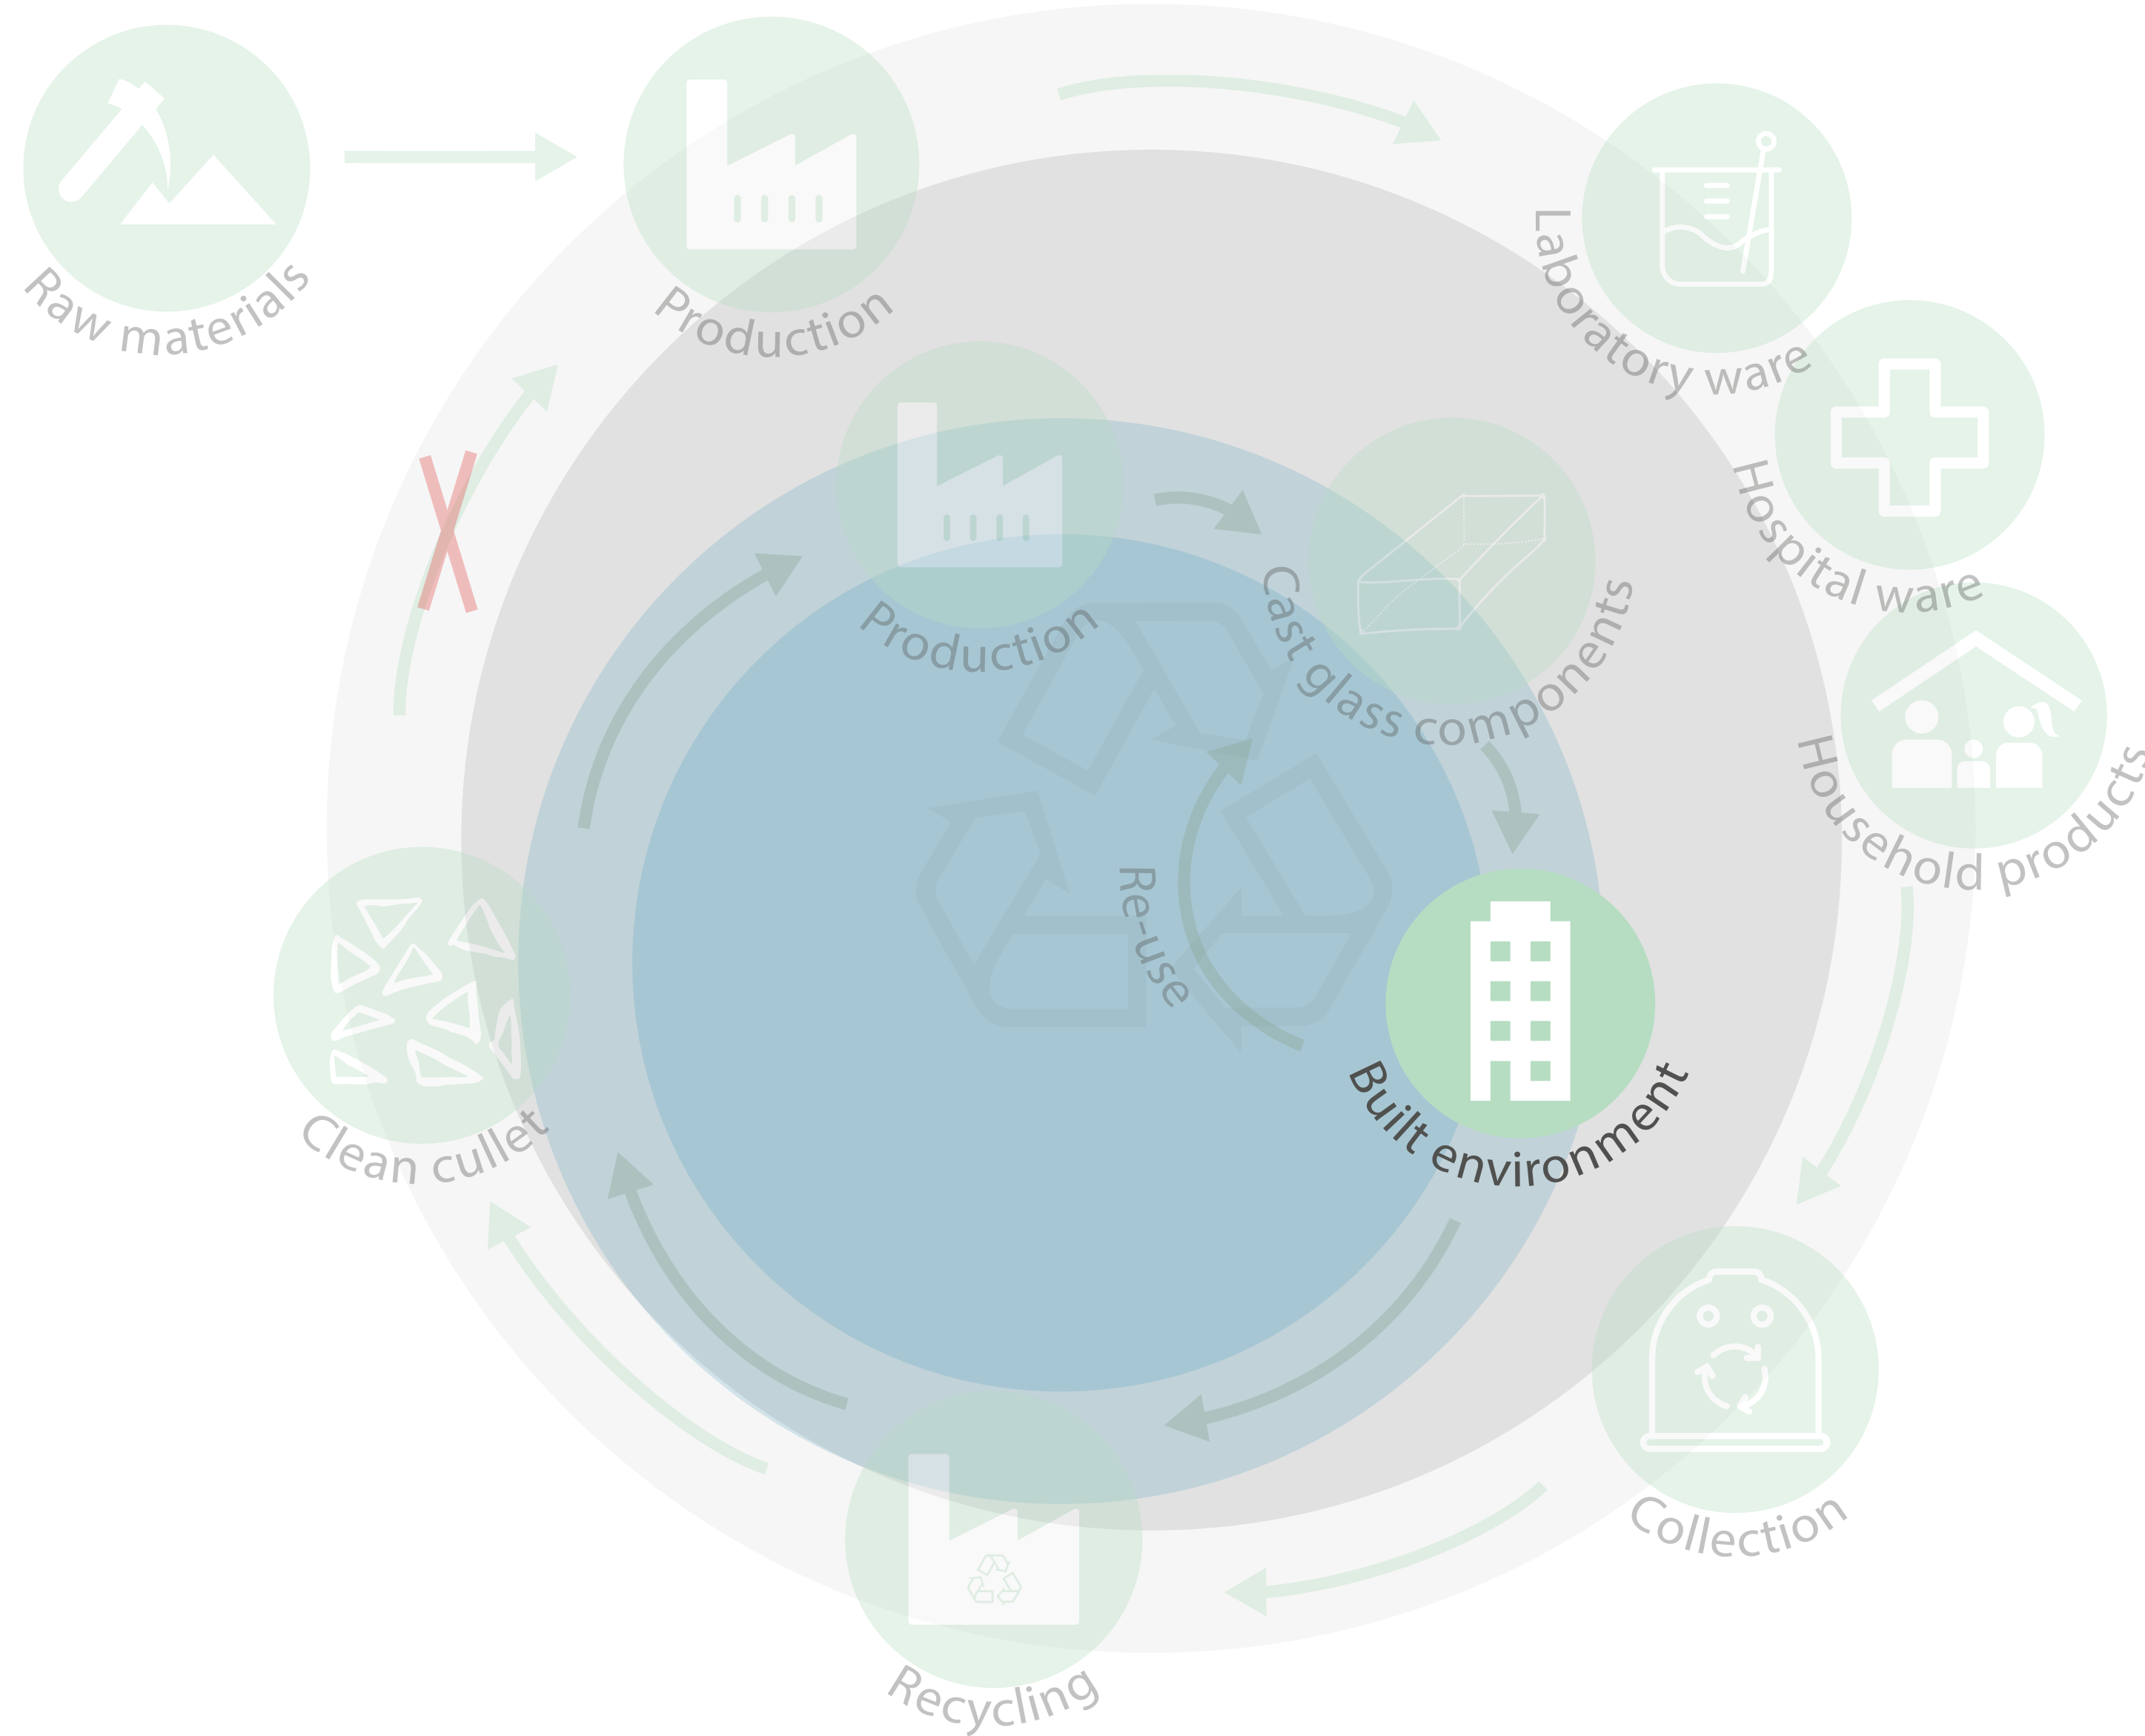 Raw materials
Production
Laboratory ware
Hospital ware
Household products
Production
Cast glass components
Re-use
Built environment
Clean cullet
Collection
Recycling